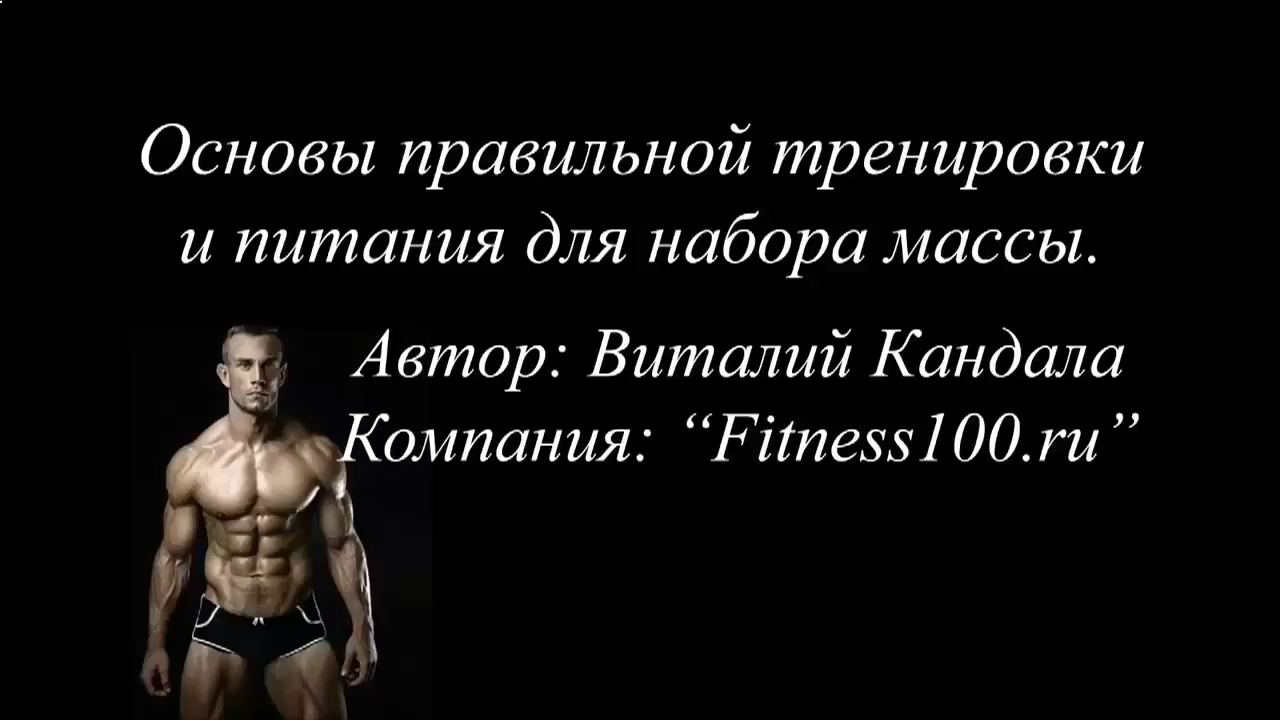 Основы правильной тренировки
и питания для набора массы.
Автор: Виталий Кандала
Компания: “Fitness100.ru”